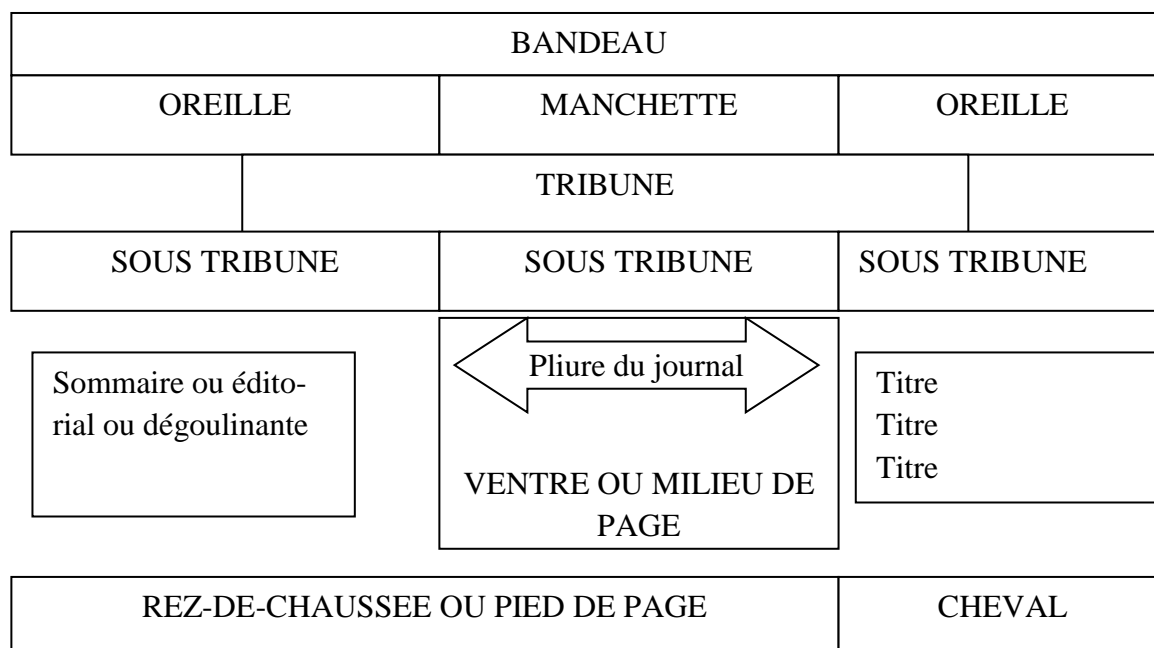 BANDEAU
OREILLE
MANCHETTE
OREILLE
TRIBUNE
SOUS TRIBUNE
SOUS TRIBUNE
SOUS TRIBUNE
Sommaire ou édito-
rial ou dégoulinante
Pliure du journal
VENTRE OU MILIEU DE
PAGE
Titre
Titre
Titre
REZ-DE-CHAUSSEE OU PIED DE PAGE
CHEVAL